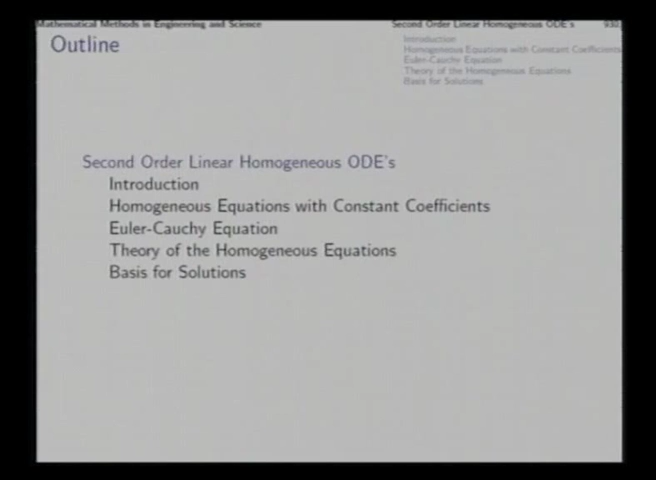 Mathematical Methods in Engineering and Science
Second Order Linear Homogeneous ODE's
930,
Outline
Introduction
Homogeneous Equations with Constant Coefficients
Euler-Cauchy Equation
Theory of the Homogeneous Equations
Basis for Solutions
Second Order Linear Homogeneous ODE's
Introduction
Homogeneous Equations with Constant Coefficients
Euler-Cauchy Equation
Theory of the Homogeneous Equations
Basis for Solutions